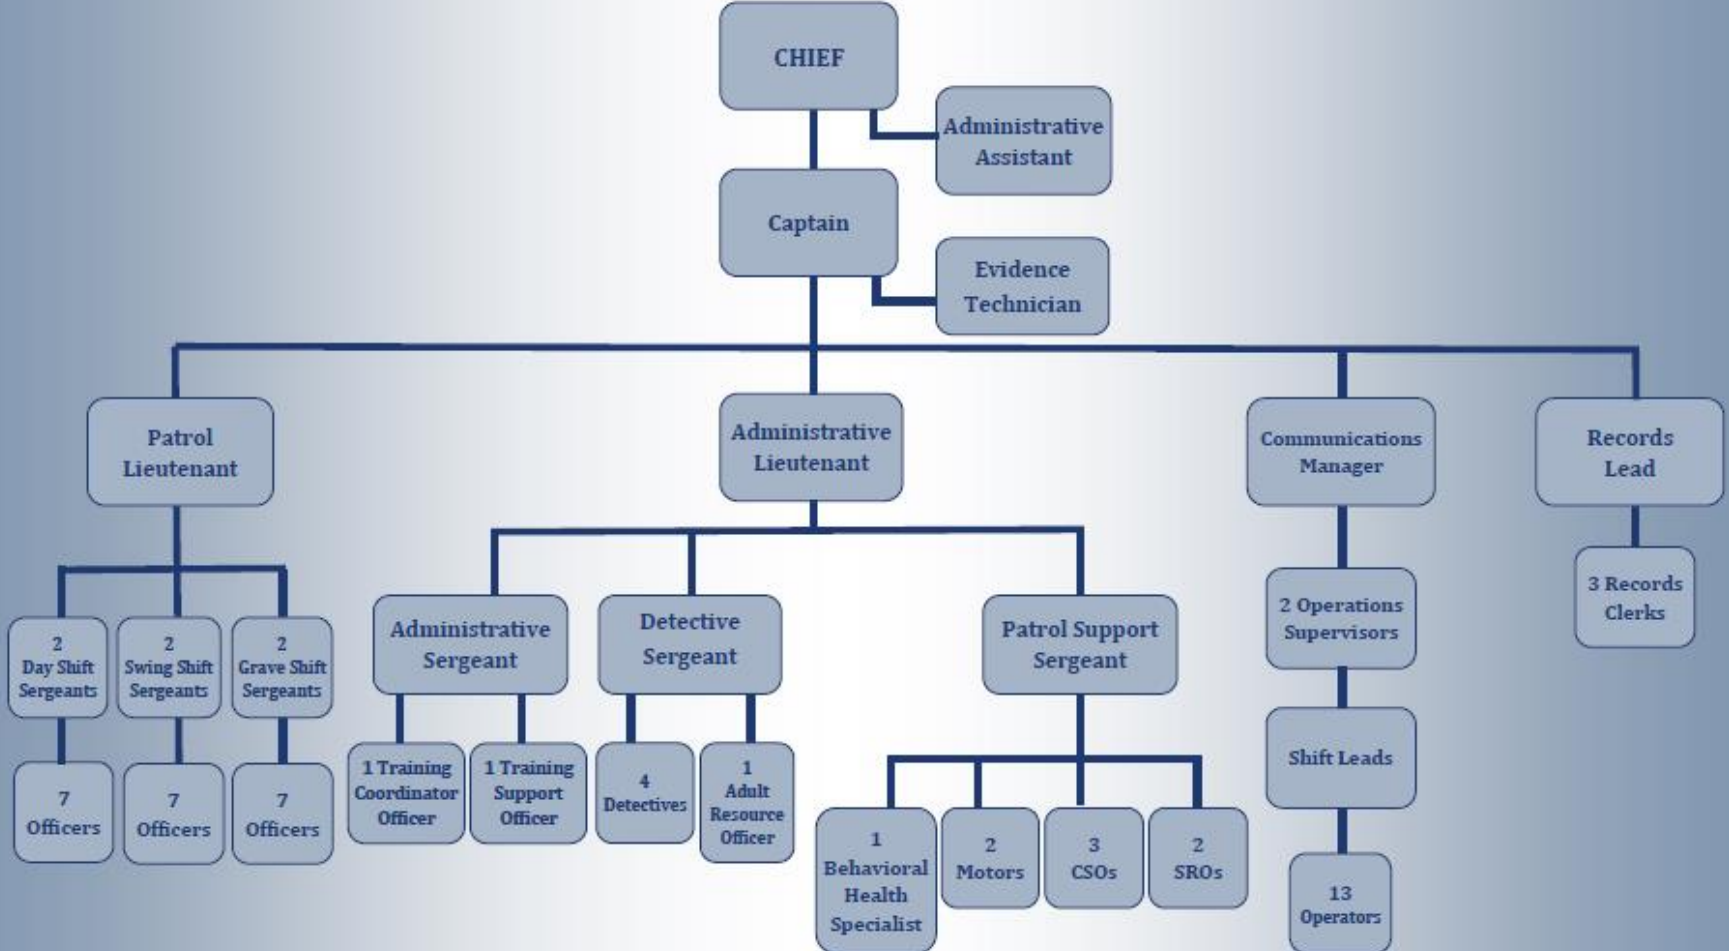 CHIEF
Administrative
Assistant
Captain
Evidence
Technician
Patrol
Lieutenant
Administrative
Lieutenant
Communications
Manager
Records
Lead
2
Day Shift
Sergeants
2
Swing Shift
Sergeants
2
Grave Shift
Sergeants
7
Officers
7
Officers
7
Officers
Administrative
Sergeant
Detective
Sergeant
Patrol Support
Sergeant
1 Training
Coordinator
Officer
1 Training
Support
Officer
4
Detectives
1
Adult
Resource
Officer
1
Behavioral
Health
Specialist
2
Motors
3
CSOs
2
SROs
2 Operations
Supervisors
Shift Leads
13
Operators
3 Records
Clerks